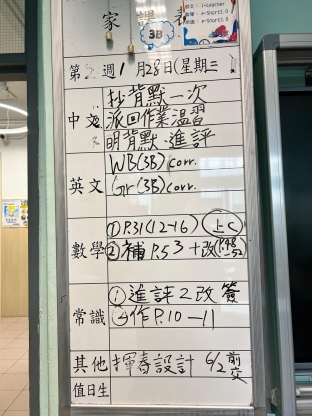 家課表
3B
第 週1月28日(星期三
中文 抄背默一次
派回作業溫習
明背默.進評
英文 WB(3B) corr.
Gr(3B) corr.
數學 ①P.31(12-16) 上C
②補 P.53+改(P.48-52)
常識 ①進評2改 簽
②作P.10-11
其他 揮春設計 6/2前交
值日生